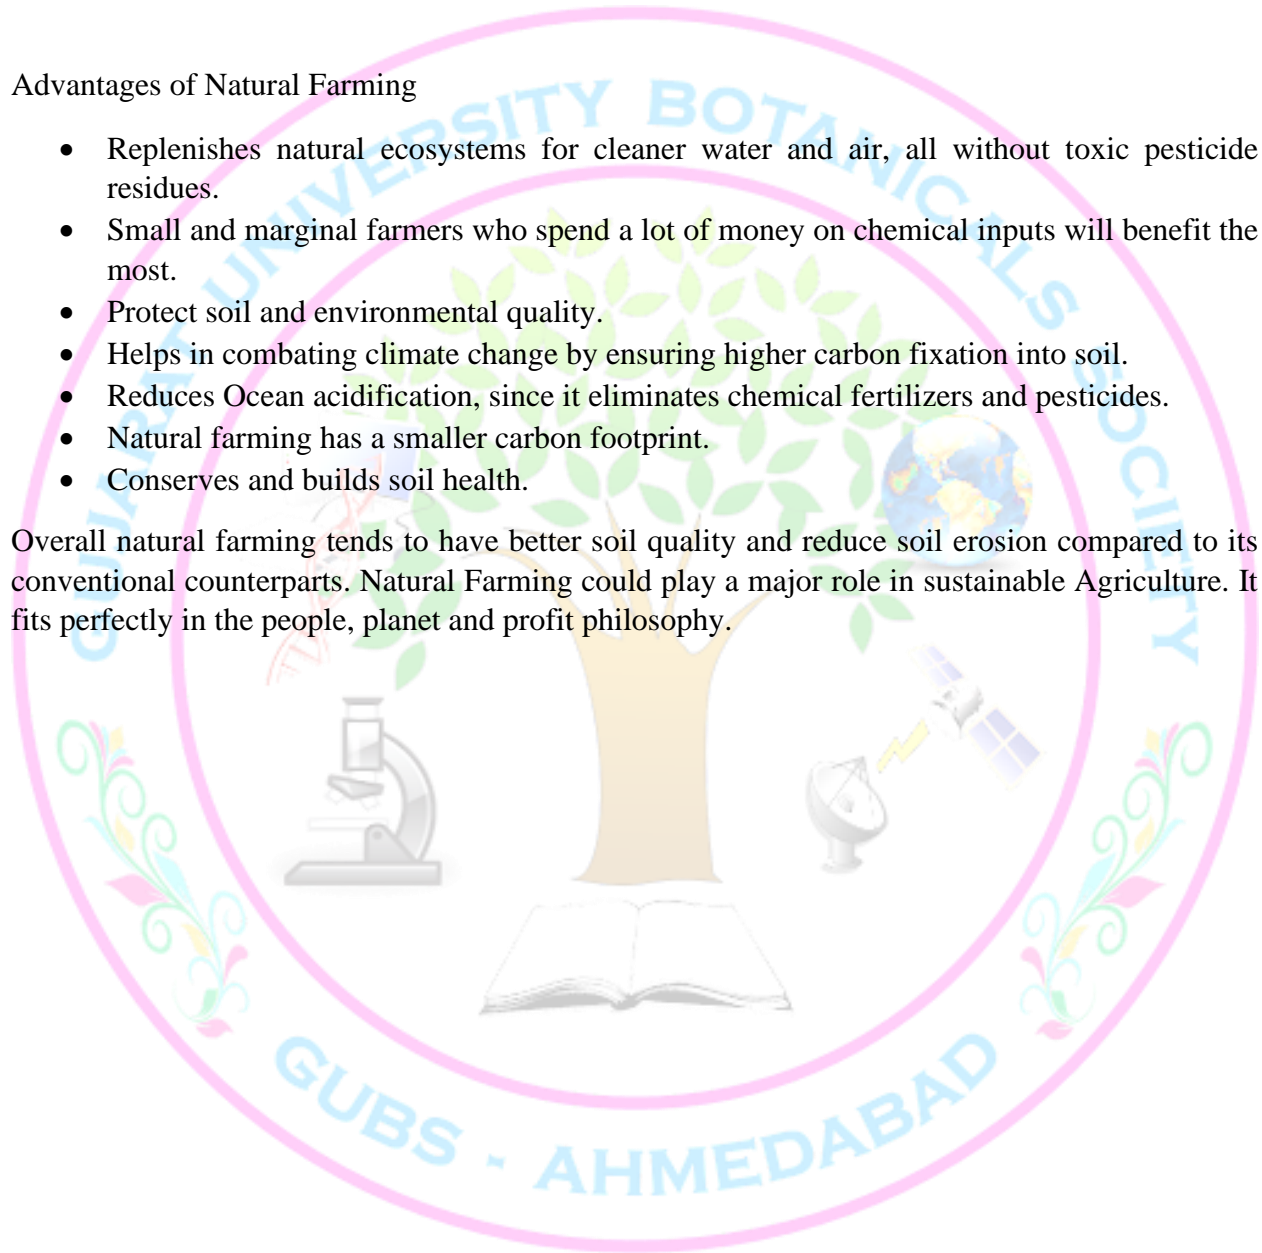 Advantages of Natural Farming
• Replenishes natural ecosystems for cleaner water and air, all without toxic pesticide
residues.
• Small and marginal farmers who spend a lot of money on chemical inputs will benefit the
most.
• Protect soil and environmental quality.
• Helps in combating climate change by ensuring higher carbon fixation into soil.
• Reduces Ocean acidification, since it eliminates chemical fertilizers and pesticides.
• Natural farming has a smaller carbon footprint.
• Conserves and builds soil health.
Overall natural farming tends to have better soil quality and reduce soil erosion compared to its
conventional counterparts. Natural Farming could play a major role in sustainable Agriculture. It
fits perfectly in the people, planet and profit philosophy.
GUJARAT UNIVERSITY BOTANICALS SOCIETY
GUBS - AHMEDABAD